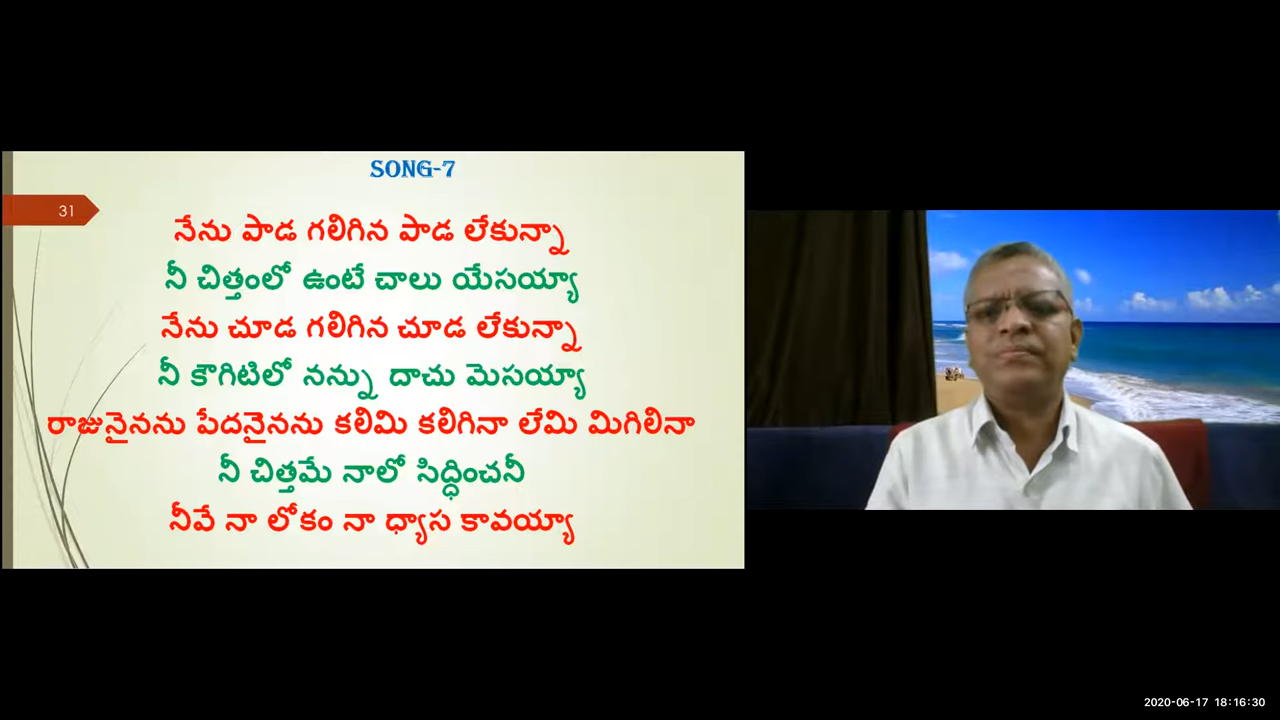 SONG-7
31
నేను పాడ గలిగిన పాడ లేకున్నా
నీ చిత్తంలో ఉంటే చాలు యేసయ్యా
నేను చూడ గలిగిన చూడ లేకున్నా
నీ కౌగిటిలో నన్ను దాచు మెసయ్యా
రాజునైనను పేదనైనను కలిమి కలిగినా లేమి మిగిలినా
నీ చిత్తమే నాలో సిద్ధించనీ
నీవే నా లోకం నా ధ్యాస కావయ్యా
2020-06-17 18:16:30